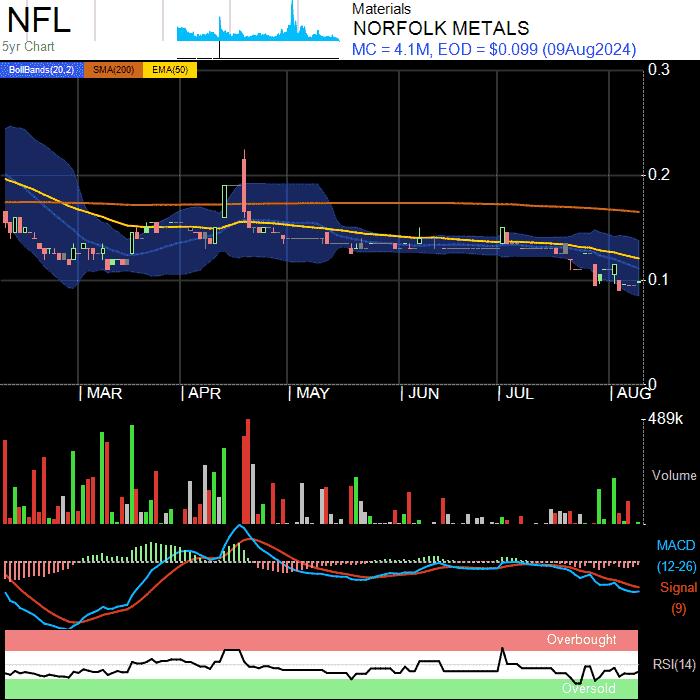 NFL
5yr Chart
Materials
NORFOLK METALS
MC = 4.1M, EOD = $0.099 (09Aug2024)
BollBands(20,2) SMA(200) EMA(50)
0.3
0.2
0.1
0
| MAR | APR | MAY | JUN | JUL | AUG
489k
Volume
MACD
(12-26)
Signal
(9)
Overbought
RSI(14)
Oversold